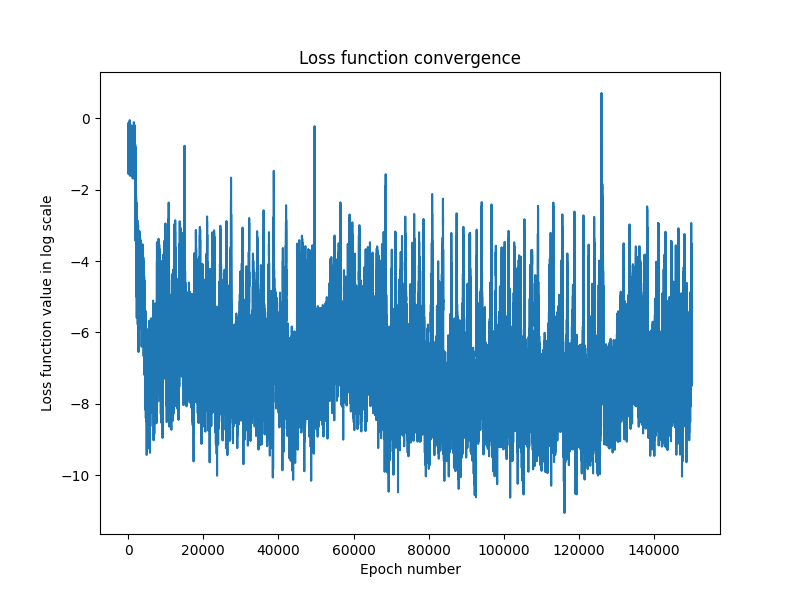 Loss function convergence
Loss function value in log scale
0
−2
−4
−6
−8
−10
0 20000 40000 60000 80000 100000 120000 140000
Epoch number